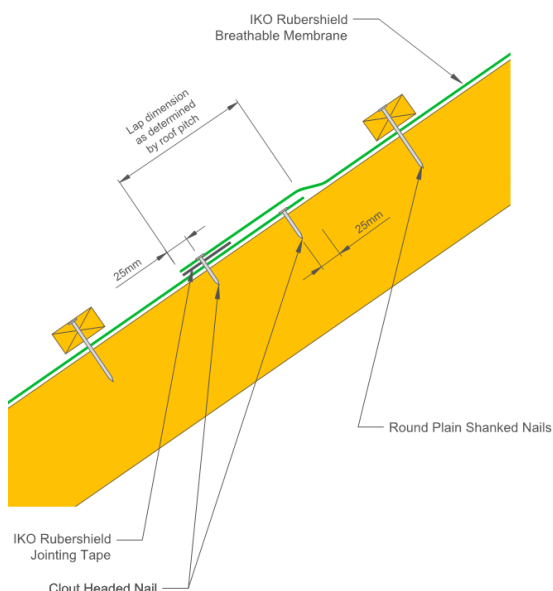 IKO Rubershield
Breathable Membrane
Lap dimension
as determined
by roof pitch
25mm
25mm
Round Plain Shanked Nails
IKO Rubershield
Jointing Tape
Clout Headed Nail